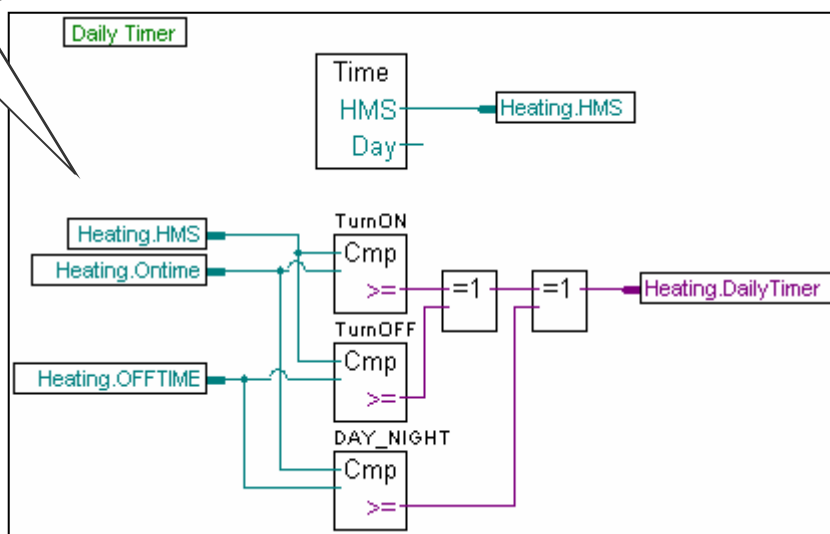 Daily Timer
Time
HMS
Day
Heating.HMS
Heating.HMS
Heating.Ontime
Heating.OFFTIME
TurnON
Cmp
>=
TurnOFF
Cmp
>=
DAY_NIGHT
Cmp
>=
=1
=1
Heating.DailyTimer